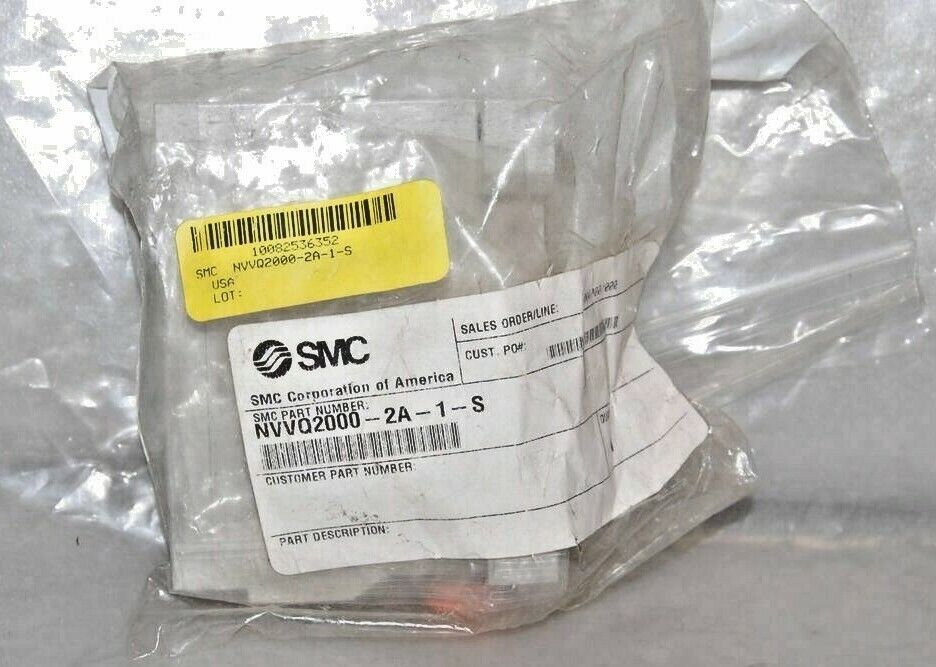 10082536352
SMC NVVQ2000-2A-1-S
USA
LOT:
SMC
SMC Corporation of America
SALES ORDER/LINE:
CUST. PO#:
SMC PART NUMBER:
NVVQ2000-2A-1-S
CUSTOMER PART NUMBER:
PART DESCRIPTION: